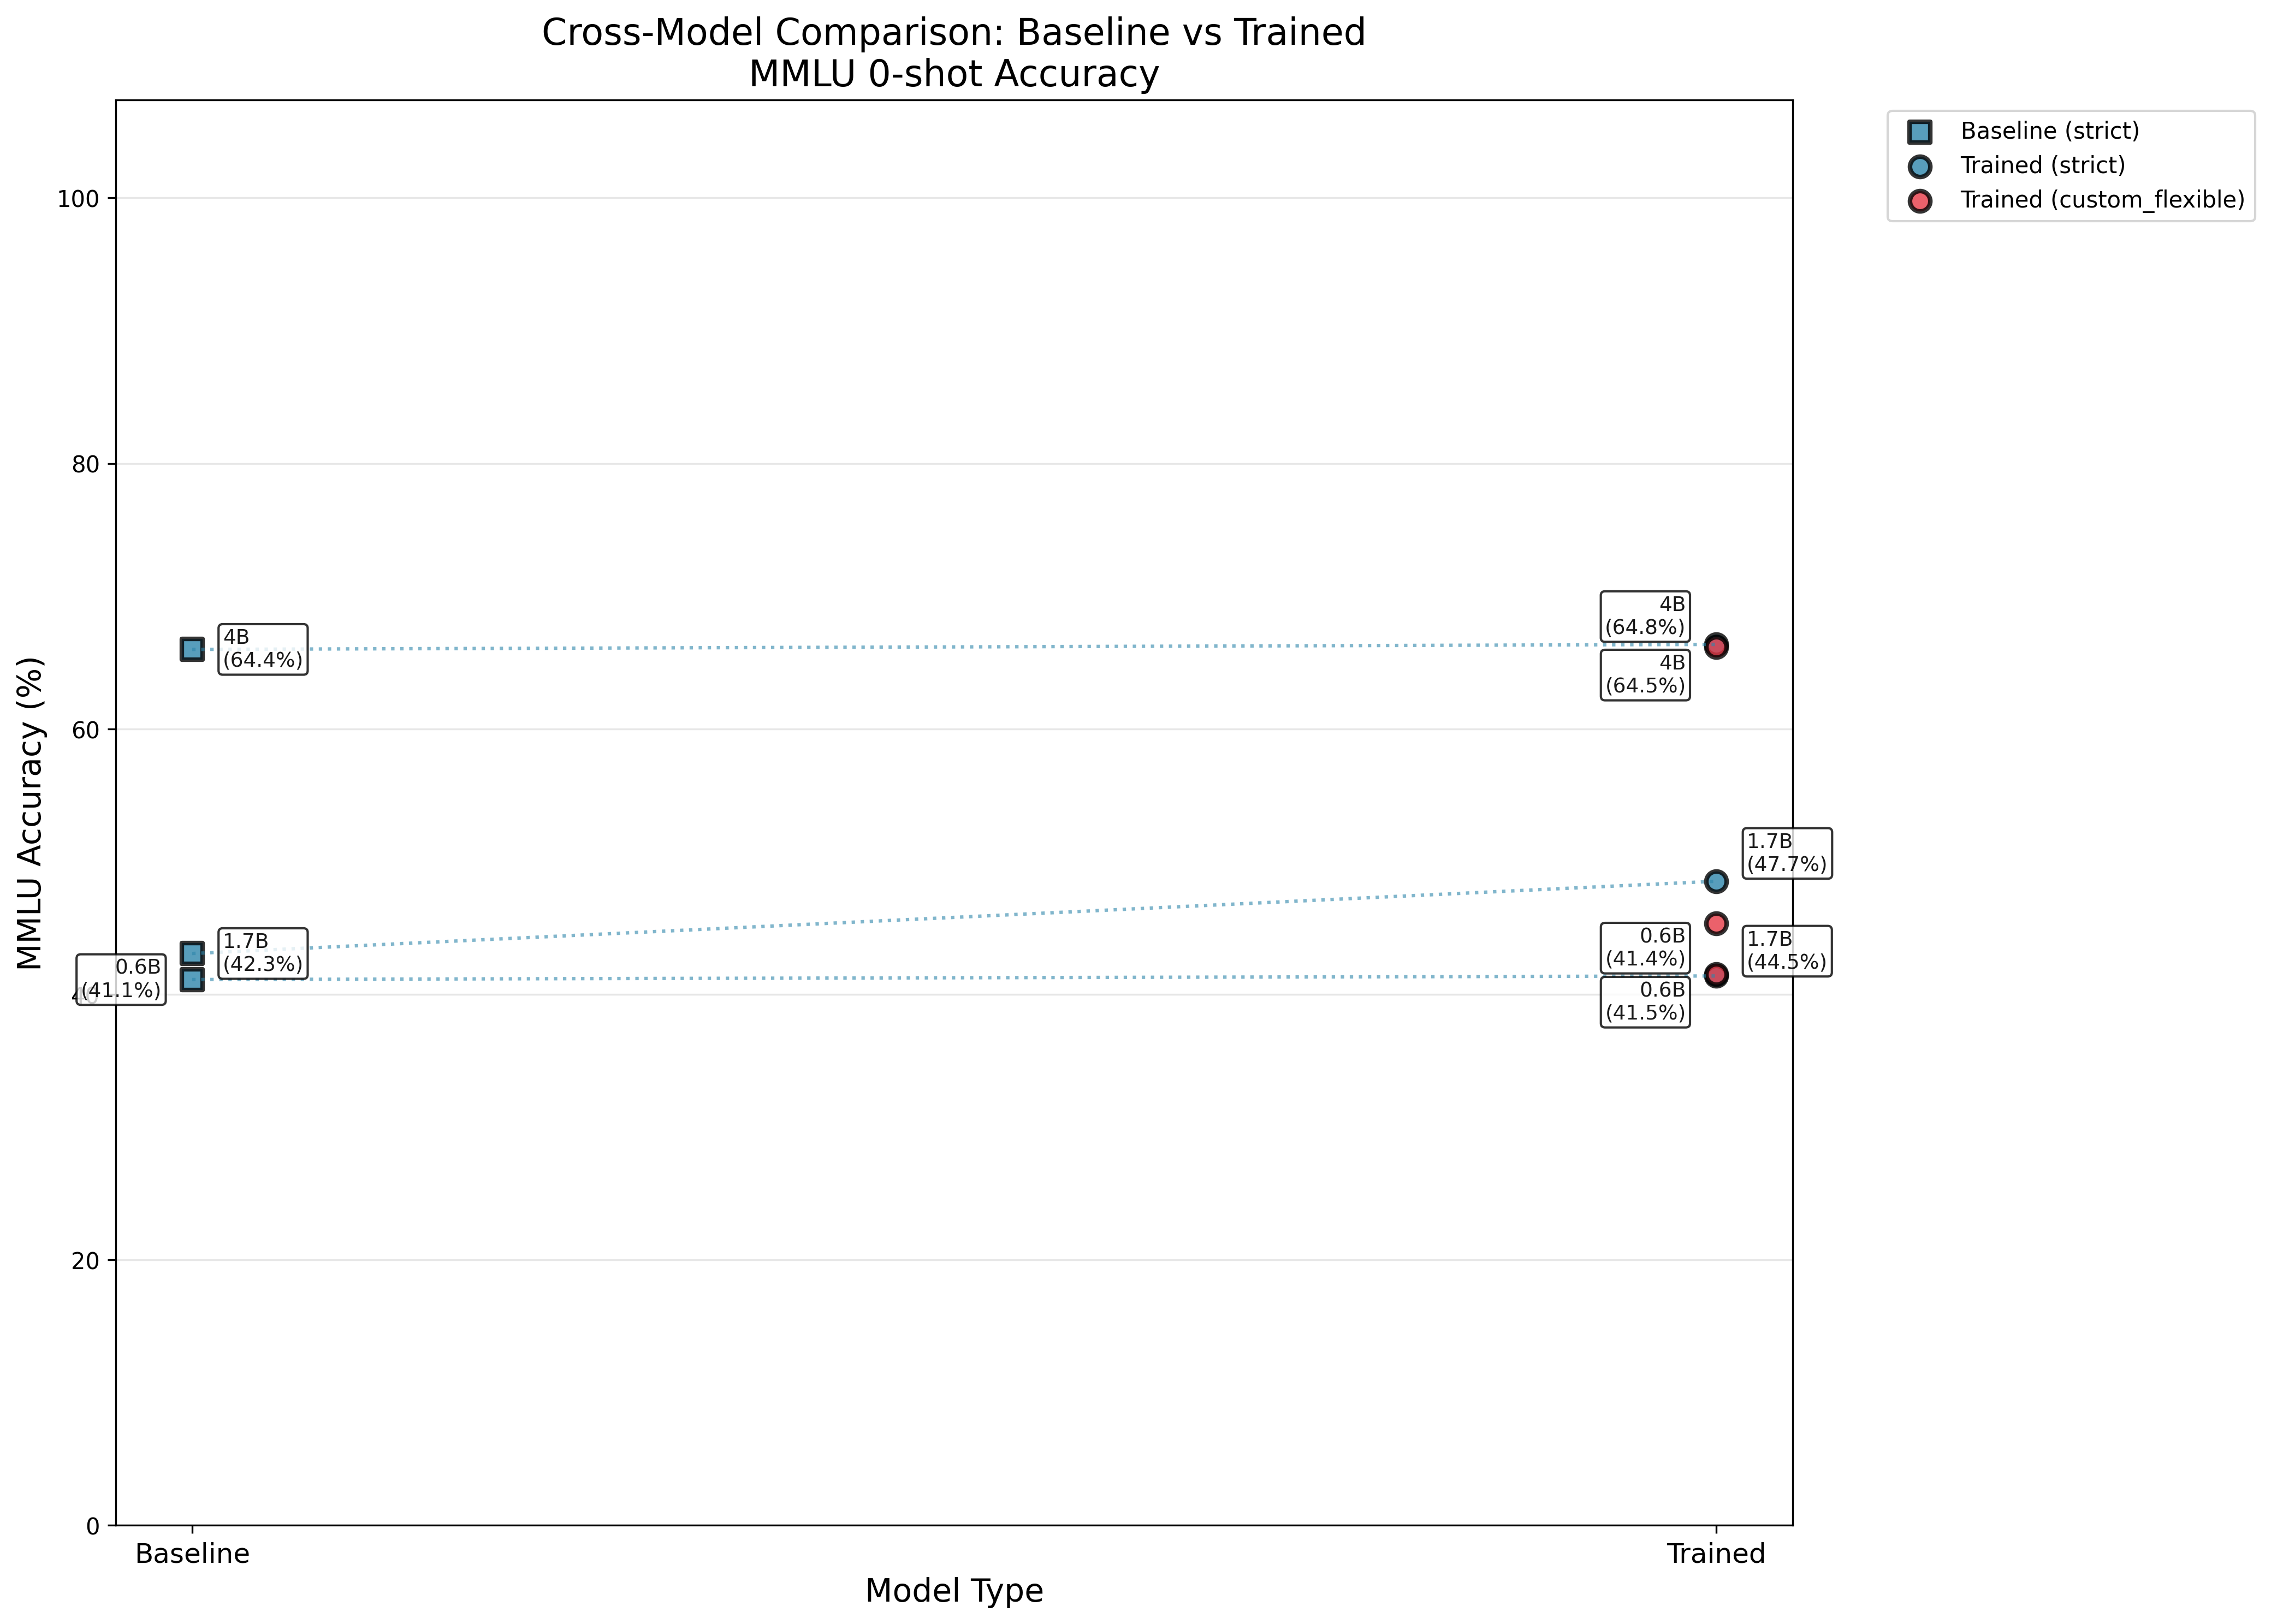 Cross-Model Comparison: Baseline vs Trained
MMLU 0-shot Accuracy
Baseline (strict)
Trained (strict)
Trained (custom_flexible)
MMLU Accuracy (%)
100
80
60
40
20
0
4B
(64.4%)
4B
(64.8%)
4B
(64.5%)
1.7B
(47.7%)
1.7B
(42.3%)
0.6B
(41.1%)
0.6B
(41.4%)
1.7B
(44.5%)
0.6B
(41.5%)
Baseline
Trained
Model Type